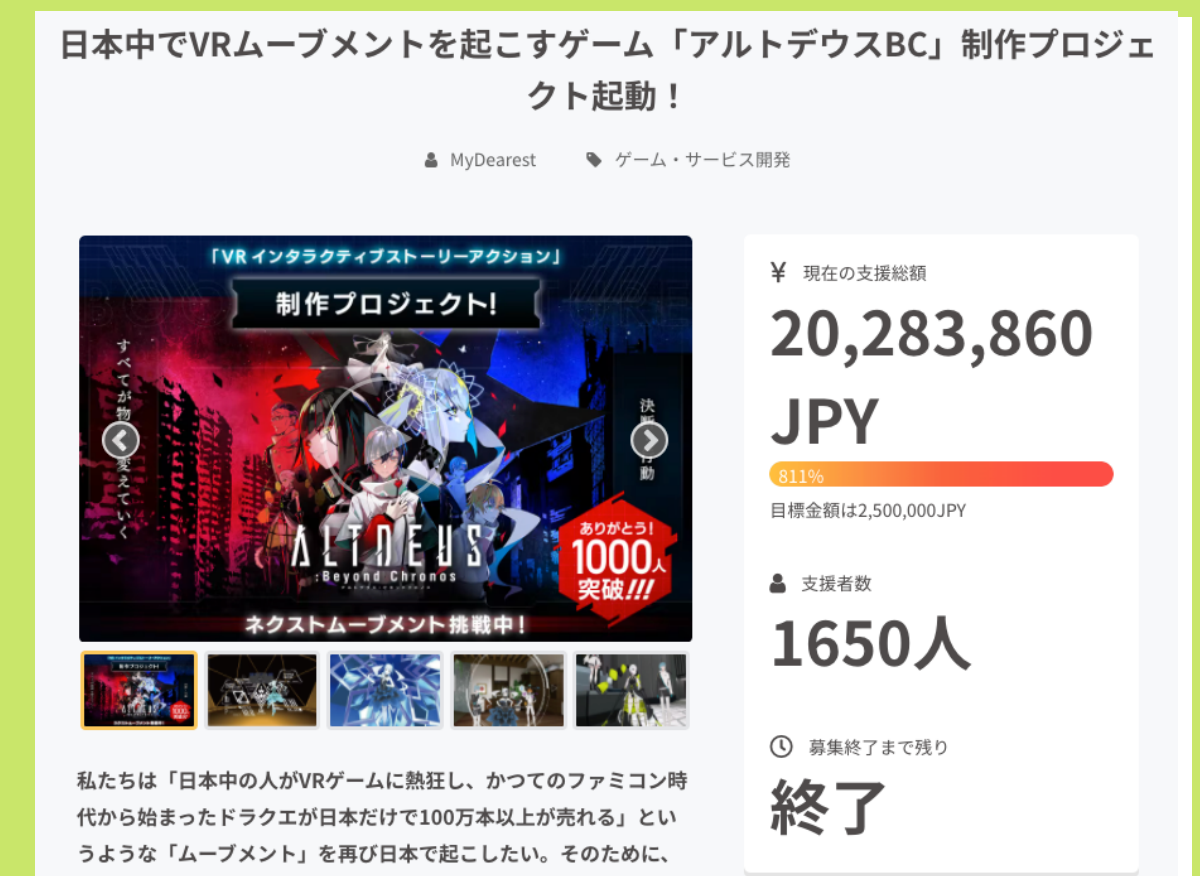 日本中でVRムーブメントを起こすゲーム「アルトデウスBC」制作プロジェ
クト起動！
MyDearest
ゲーム・サービス開発
「VR インタラクティブストーリーアクション」
制作プロジェクト!
すべてが物
変えていく
決断
行動
ALTDEUS
:Beyond Chronos
ありがとう!
1000人
突破!!!
ネクストムーブメント挑戦中！
¥ 現在の支援総額
20,283,860
JPY
811%
目標金額は2,500,000JPY
支援者数
1650人
募集終了まで残り
終了
私たちは「日本中の人がVRゲームに熱狂し、かつてのファミコン時
代から始まったドラクエが日本だけで100万本以上が売れる」とい
うような「ムーブメント」を再び日本で起こしたい。そのために、